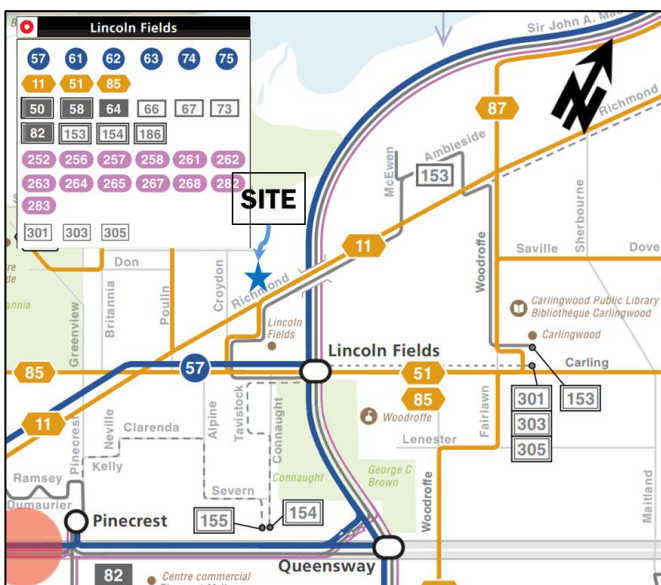 Lincoln Fields
57 61 62 63 74 75
11 51 85
50 58 64 66 67 73
82 153 154 186
252 256 257 258 261 262
263 264 265 267 268 282
283
301 303 305
SITE
Sir John A. Ma
N
87
Richmond
Ambleside
McEwen
153
11
Woodroffe
Sherbourne
Saville
Dove
Don
Greenview
Britannia
Poulin
Croydon
Richmond
Lincoln
Fields
Carlingwood Public Library
Bibliothèque Carlingwood
Carlingwood
Lincoln Fields
85
57
51
Carling
85
301
153
303
305
11
Neville
Clarenda
Alpine
Tavistock
Connaught
Woodroffe
Fairlawn
Lenester
Pinecrest
Kelly
Ramsey
Dumaurier
Severn
Connaught
George C
Brown
Woodroffe
Maitland
155
154
Pinecrest
Queensway
82
Centre commercial